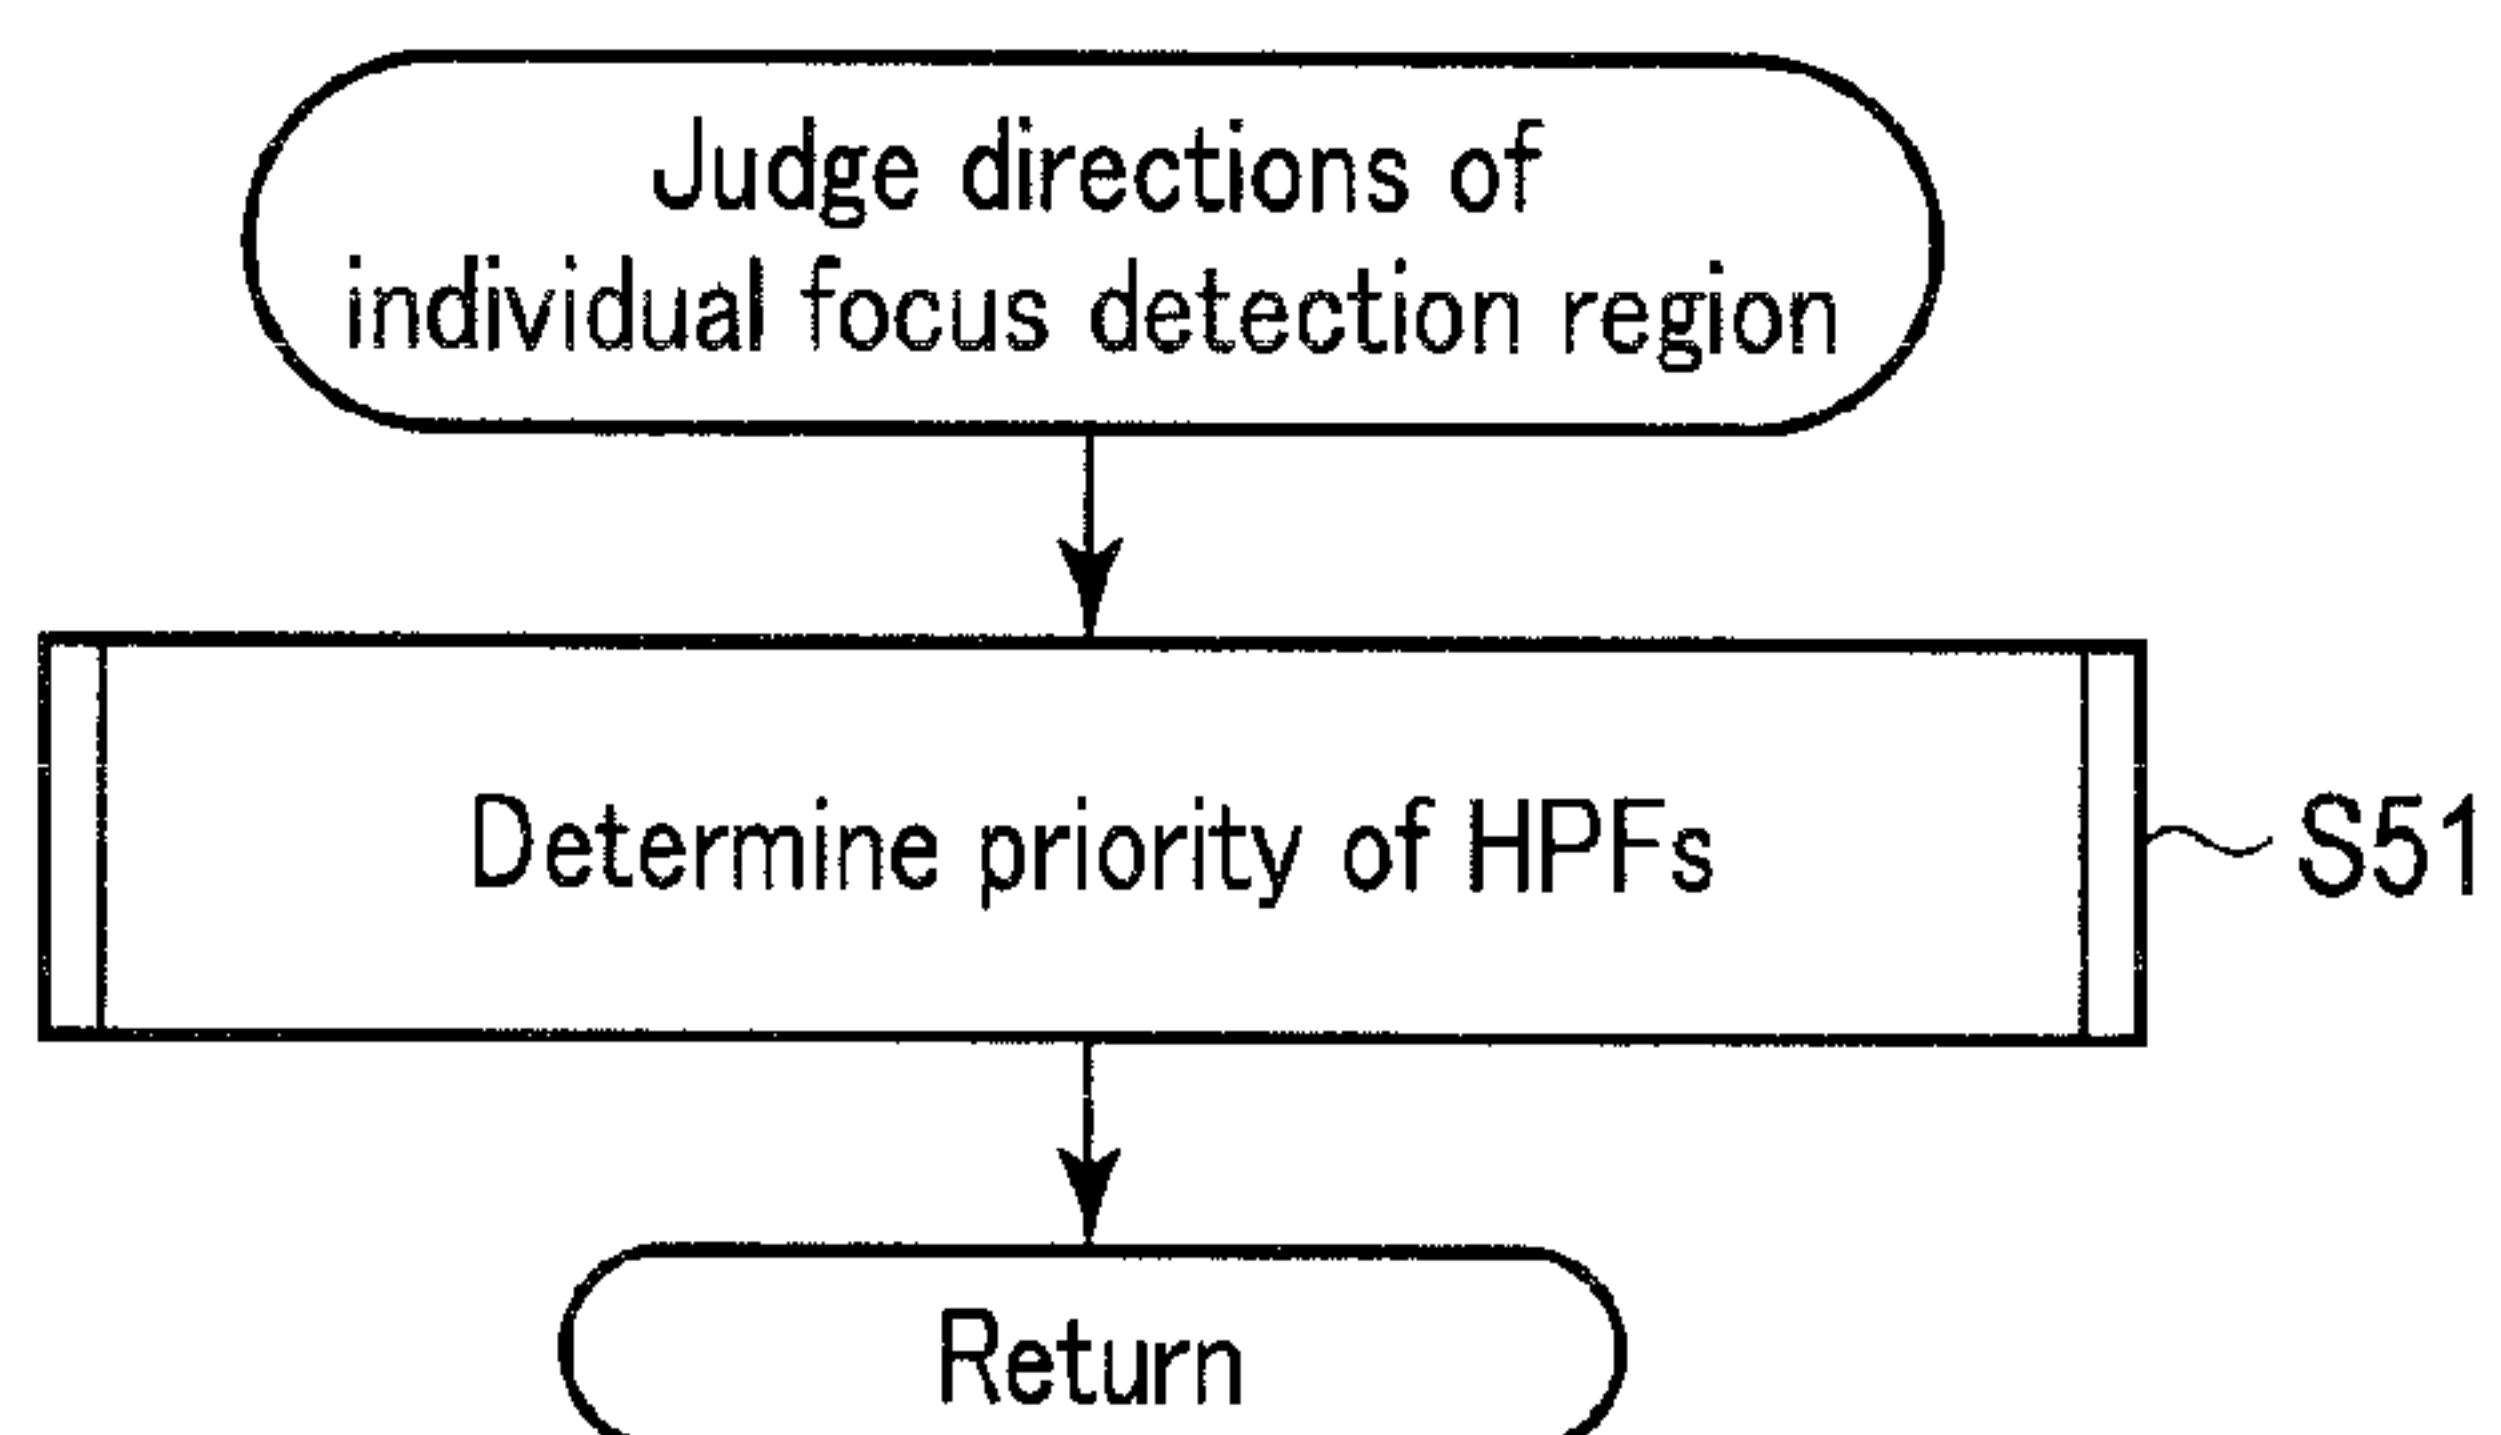 Judge directions of
individual focus detection region
Determine priority of HPFs
S51
Return